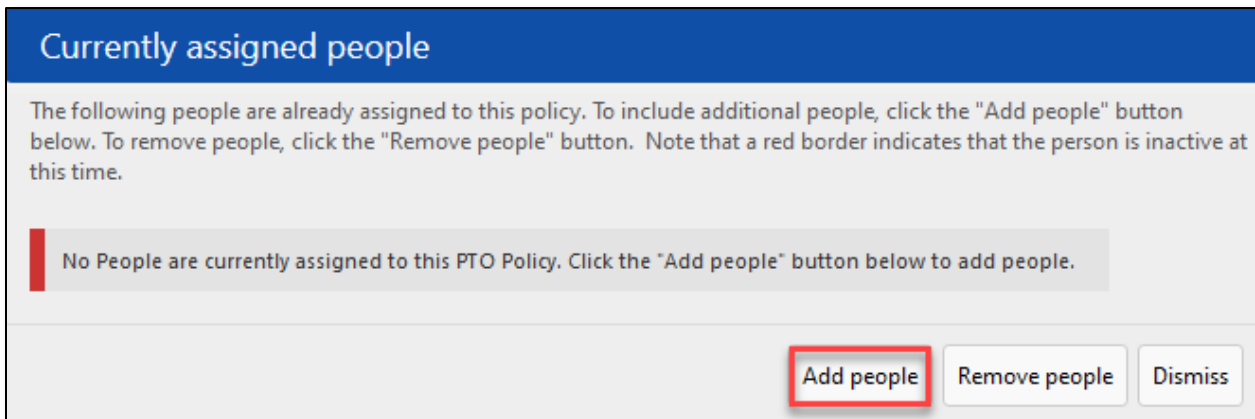 Currently assigned people
The following people are already assigned to this policy. To include additional people, click the "Add people" button
below. To remove people, click the "Remove people" button.  Note that a red border indicates that the person is inactive at
this time.
No People are currently assigned to this PTO Policy. Click the "Add people" button below to add people.
Add people Remove people Dismiss